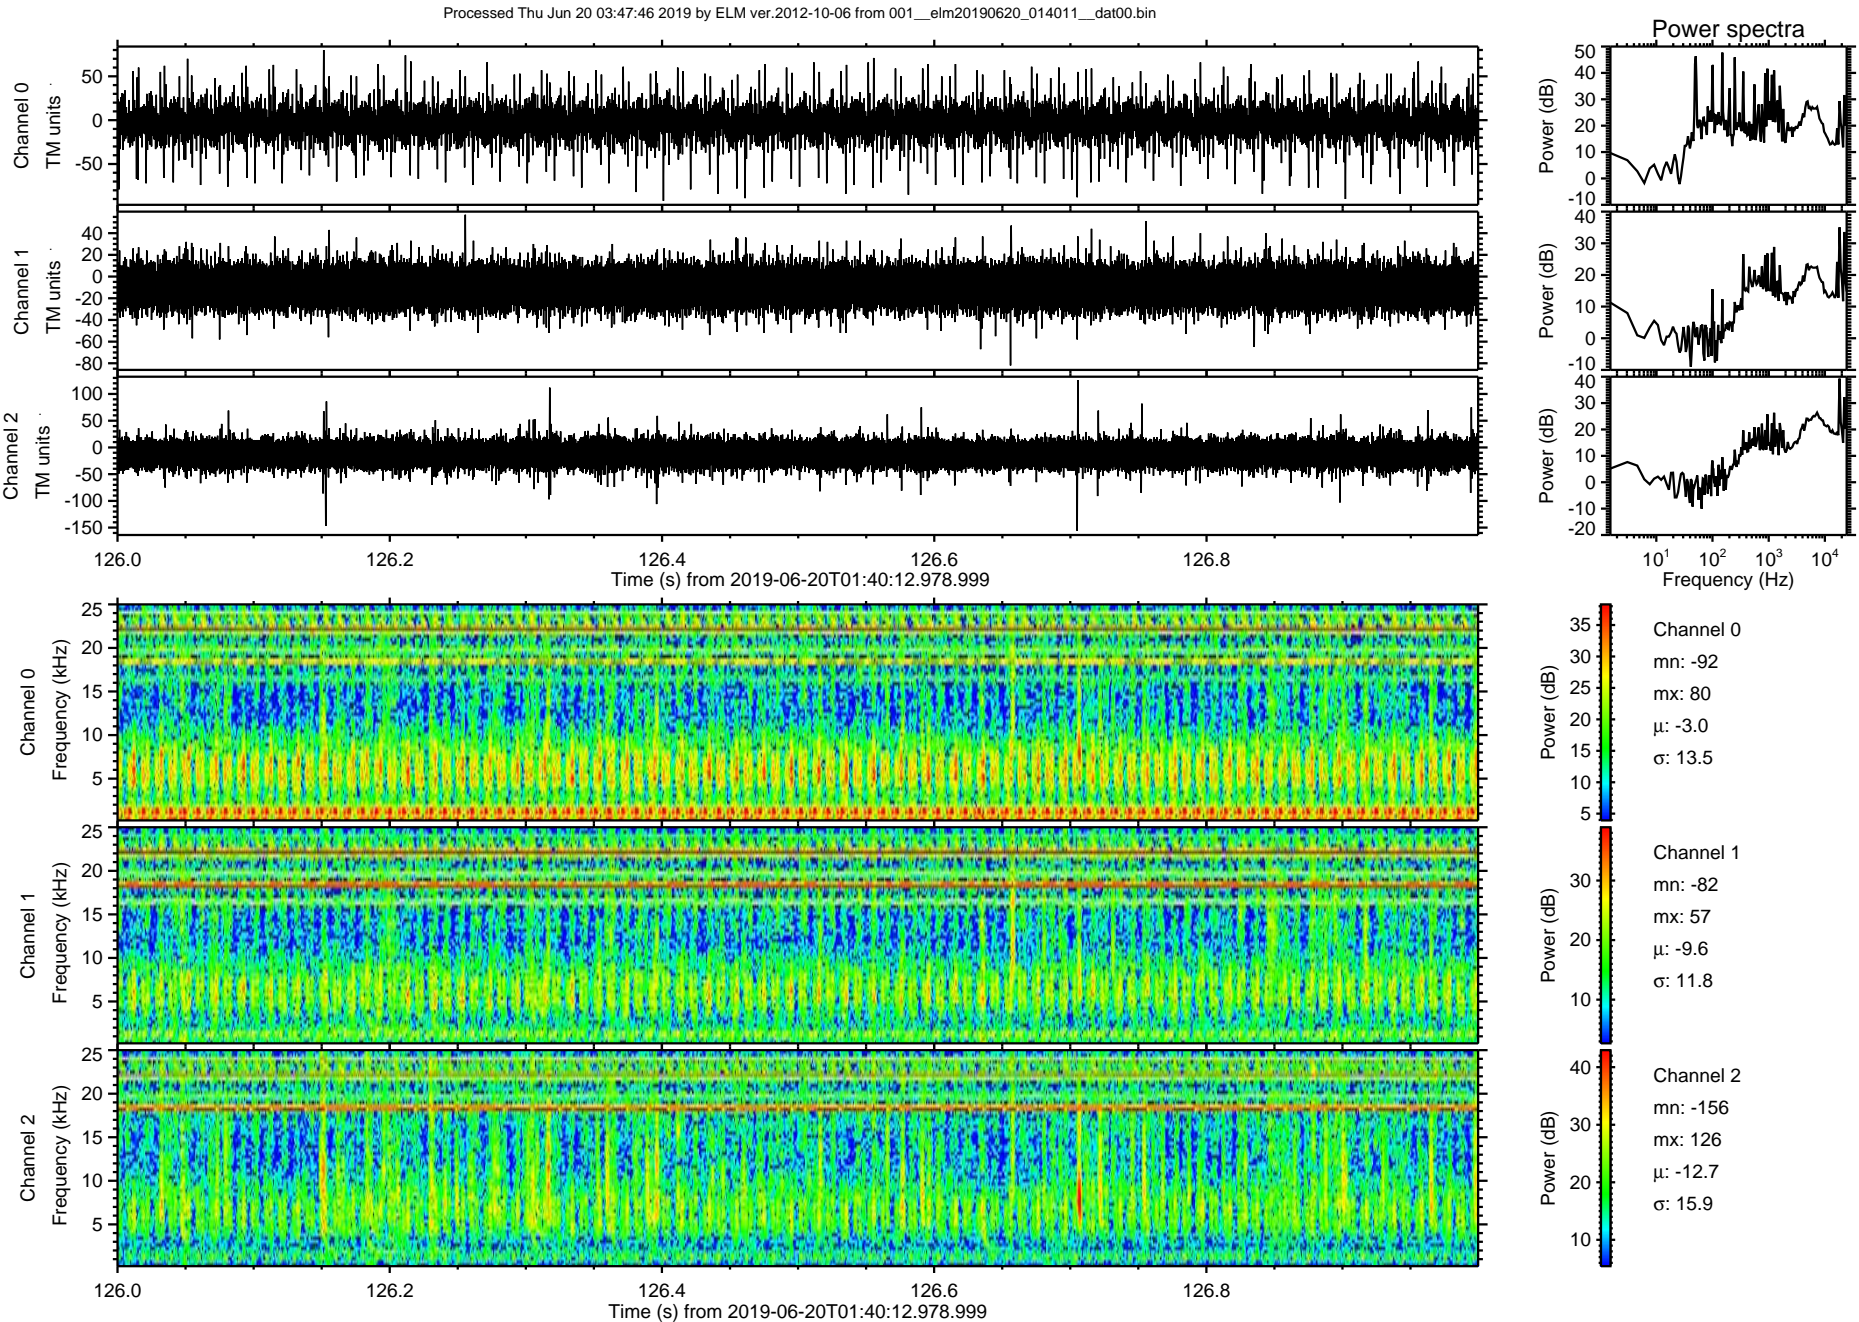 Processed Thu Jun 20 03:47:46 2019 by ELM ver.2012-10-06 from 001__elm20190620_014011__dat00.bin
Power spectra
Channel 0
TM units
50
0
-50
Power (dB)
50
40
30
20
10
0
-10
Channel 1
TM units
40
20
0
-20
-40
-60
-80
Power (dB)
40
30
20
10
0
-10
Channel 2
TM units
100
50
0
-50
-100
-150
Power (dB)
40
30
20
10
0
-10
-20
126.0 126.2 126.4 126.6 126.8
Time (s) from 2019-06-20T01:40:12.978.999
10¹ 10² 10³ 10⁴
Frequency (Hz)
Channel 0
Frequency (kHz)
25
20
15
10
5
Power (dB)
35
30
25
20
15
10
5
Channel 0
mn: -92
mx: 80
μ: -3.0
σ: 13.5
Channel 1
Frequency (kHz)
25
20
15
10
5
Power (dB)
30
20
10
Channel 1
mn: -82
mx: 57
μ: -9.6
σ: 11.8
Channel 2
Frequency (kHz)
25
20
15
10
5
Power (dB)
40
30
20
10
Channel 2
mn: -156
mx: 126
μ: -12.7
σ: 15.9
126.0 126.2 126.4 126.6 126.8
Time (s) from 2019-06-20T01:40:12.978.999